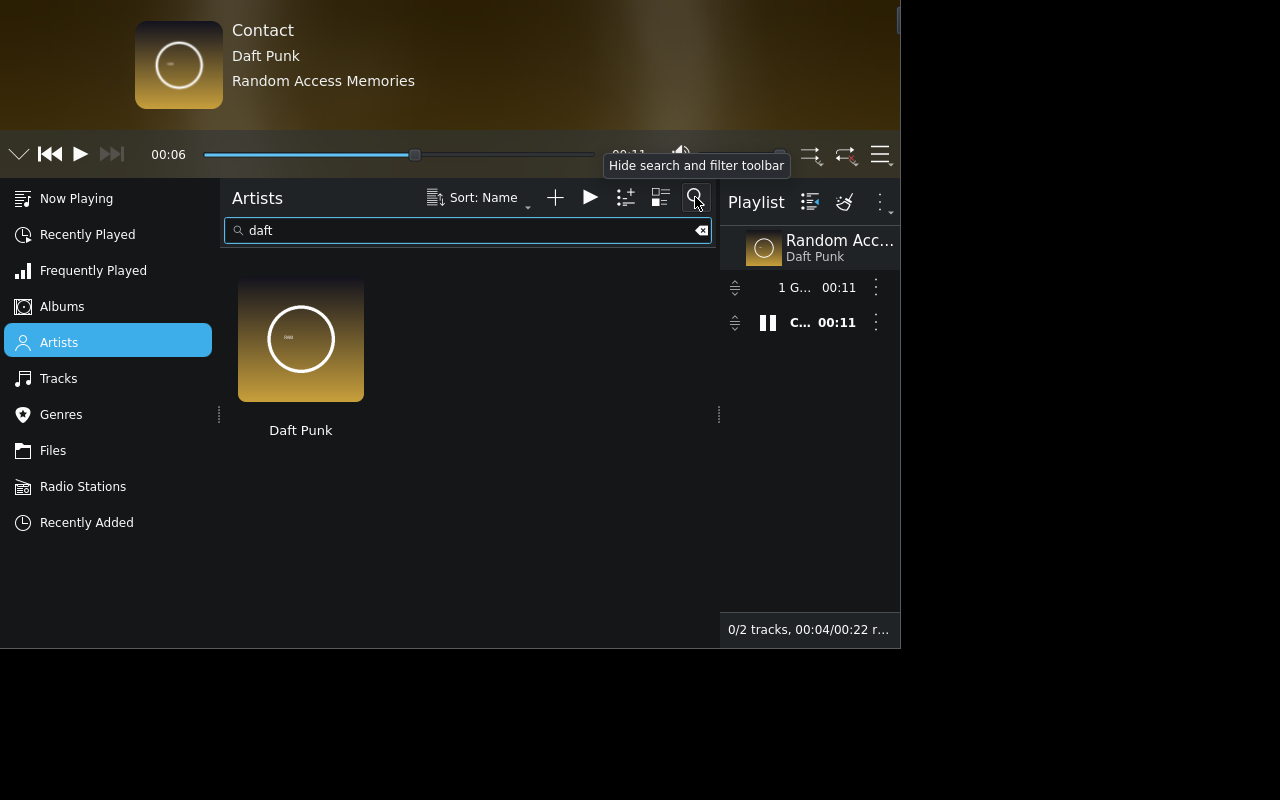 Contact
Daft Punk
Random Access Memories
00:06
Hide search and filter toolbar
Now Playing
Recently Played
Frequently Played
Albums
Artists
Tracks
Genres
Files
Radio Stations
Recently Added
Artists
Sort: Name
daft
Daft Punk
Playlist
Random Acc...
Daft Punk
1 G... 00:11
C... 00:11
0/2 tracks, 00:04/00:22 r...